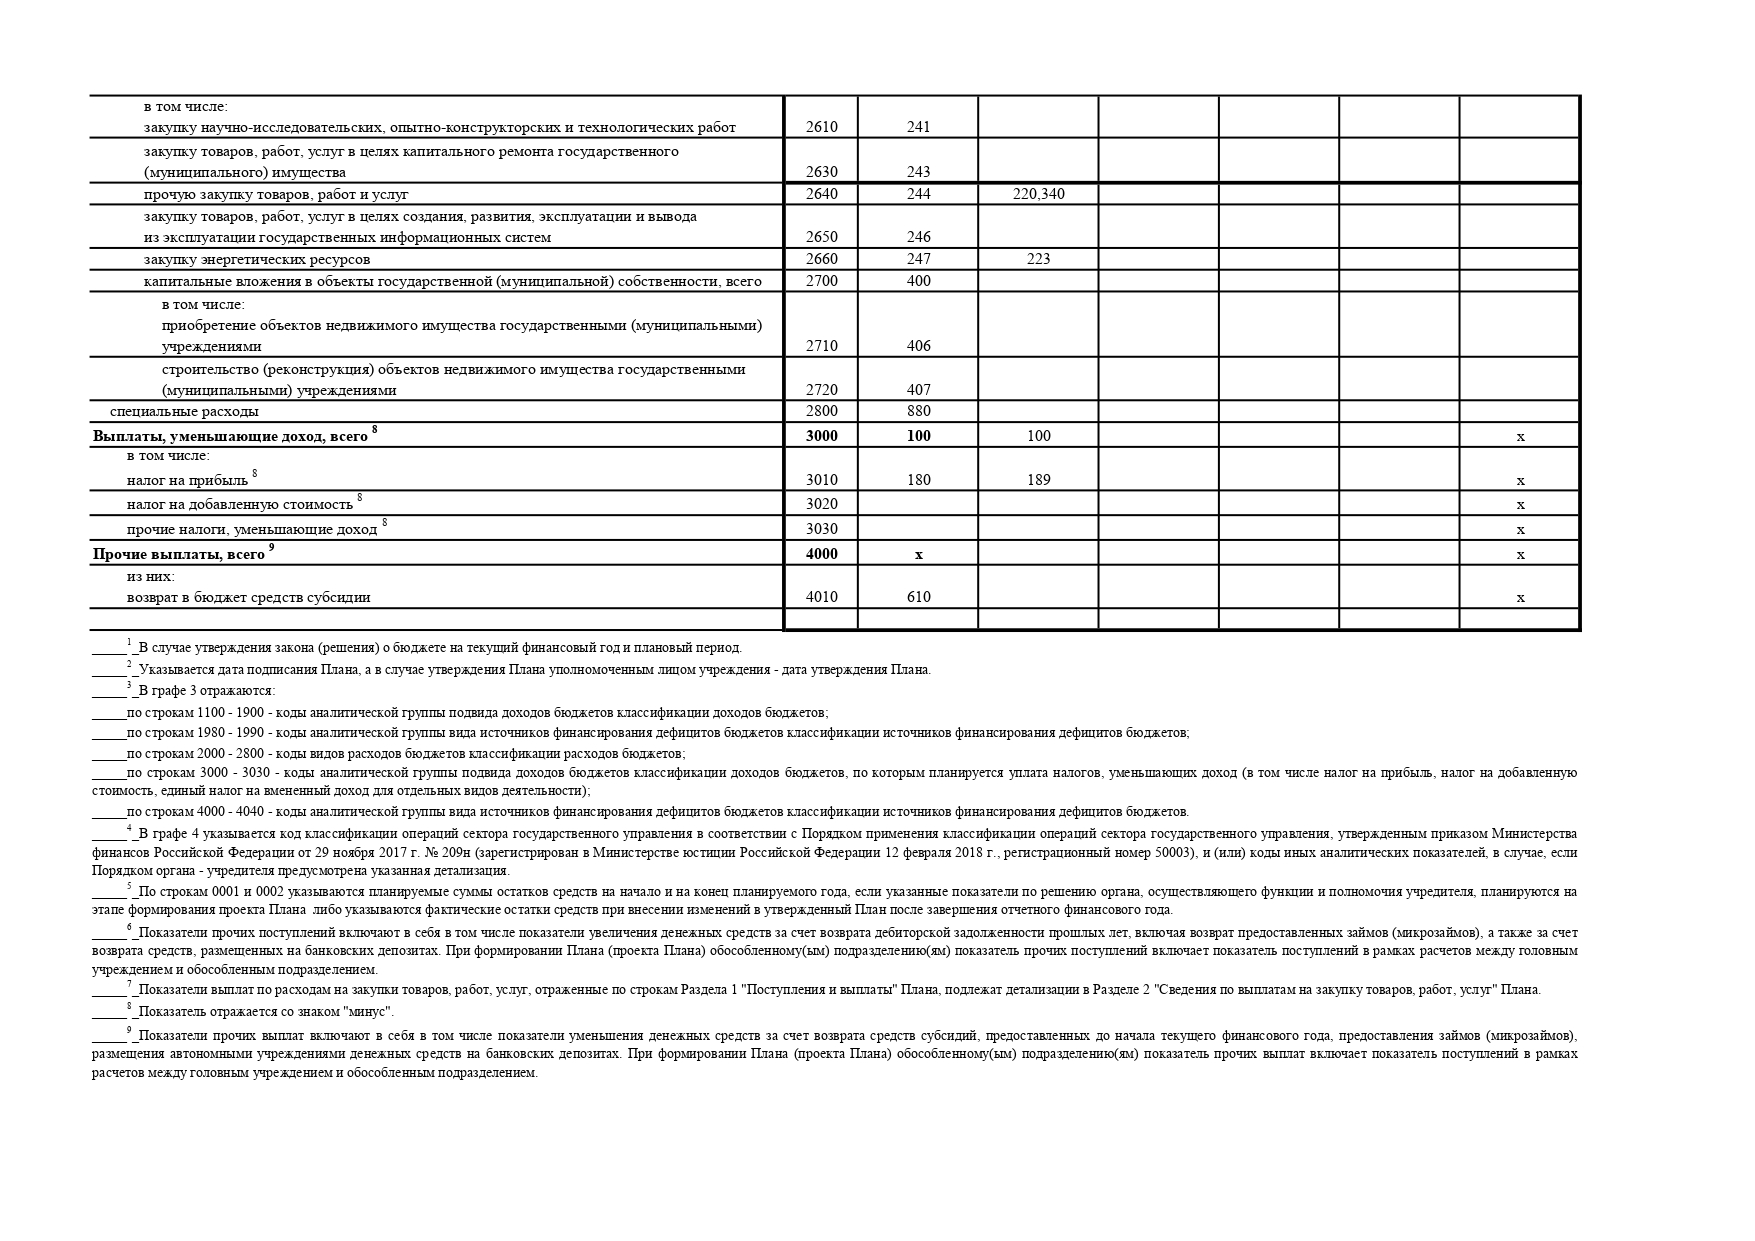 в том числе:
закупку научно-исследовательских, опытно-конструкторских и технологических работ 2610 241
закупку товаров, работ, услуг в целях капитального ремонта государственного
(муниципального) имущества 2630 243
прочую закупку товаров, работ и услуг 2640 244 220,340
закупку товаров, работ, услуг в целях создания, развития, эксплуатации и вывода
из эксплуатации государственных информационных систем 2650 246
закупку энергетических ресурсов 2660 247 223
капитальные вложения в объекты государственной (муниципальной) собственности, всего 2700 400
в том числе:
приобретение объектов недвижимого имущества государственными (муниципальными)
учреждениями 2710 406
строительство (реконструкция) объектов недвижимого имущества государственными
(муниципальными) учреждениями 2720 407
специальные расходы 2800 880
Выплаты, уменьшающие доход, всего 8 3000 100 100 х
в том числе:
налог на прибыль 8 3010 180 189 х
налог на добавленную стоимость 8 3020 х
прочие налоги, уменьшающие доход 8 3030 х
Прочие выплаты, всего 9 4000 х х
из них:
возврат в бюджет средств субсидии 4010 610 х
_____1_В случае утверждения закона (решения) о бюджете на текущий финансовый год и плановый период.
_____2_Указывается дата подписания Плана, а в случае утверждения Плана уполномоченным лицом учреждения - дата утверждения Плана.
_____3_В графе 3 отражаются:
_____по строкам 1100 - 1900 - коды аналитической группы подвида доходов бюджетов классификации доходов бюджетов;
_____по строкам 1980 - 1990 - коды аналитической группы вида источников финансирования дефицитов бюджетов классификации источников финансирования дефицитов бюджетов;
_____по строкам 2000 - 2800 - коды видов расходов бюджетов классификации расходов бюджетов;
_____по строкам 3000 - 3030 - коды аналитической группы подвида доходов бюджетов классификации доходов бюджетов, по которым планируется уплата налогов, уменьшающих доход (в том числе налог на прибыль, налог на добавленную
стоимость, единый налог на вмененный доход для отдельных видов деятельности);
_____по строкам 4000 - 4040 - коды аналитической группы вида источников финансирования дефицитов бюджетов классификации источников финансирования дефицитов бюджетов.
_____4_В графе 4 указывается код классификации операций сектора государственного управления в соответствии с Порядком применения классификации операций сектора государственного управления, утвержденным приказом Министерства
финансов Российской Федерации от 29 ноября 2017 г. № 209н (зарегистрирован в Министерстве юстиции Российской Федерации 12 февраля 2018 г., регистрационный номер 50003), и (или) коды иных аналитических показателей, в случае, если
Порядком органа - учредителя предусмотрена указанная детализация.
_____5_По строкам 0001 и 0002 указываются планируемые суммы остатков средств на начало и на конец планируемого года, если указанные показатели по решению органа, осуществляющего функции и полномочия учредителя, планируются на
этапе формирования проекта Плана либо указываются фактические остатки средств при внесении изменений в утвержденный План после завершения отчетного финансового года.
_____6_Показатели прочих поступлений включают в себя в том числе показатели увеличения денежных средств за счет возврата дебиторской задолженности прошлых лет, включая возврат предоставленных займов (микрозаймов), а также за счет
возврата средств, размещенных на банковских депозитах. При формировании Плана (проекта Плана) обособленному(ым) подразделению(ям) показатель прочих поступлений включает показатель поступлений в рамках расчетов между головным
учреждением и обособленным подразделением.
_____7_Показатели выплат по расходам на закупки товаров, работ, услуг, отраженные по строкам Раздела 1 "Поступления и выплаты" Плана, подлежат детализации в Разделе 2 "Сведения по выплатам на закупку товаров, работ, услуг" Плана.
_____8_Показатель отражается со знаком "минус".
_____9_Показатели прочих выплат включают в себя в том числе показатели уменьшения денежных средств за счет возврата средств субсидий, предоставленных до начала текущего финансового года, предоставления займов (микрозаймов),
размещения автономными учреждениями денежных средств на банковских депозитах. При формировании Плана (проекта Плана) обособленному(ым) подразделению(ям) показатель прочих выплат включает показатель поступлений в рамках
расчетов между головным учреждением и обособленным подразделением.